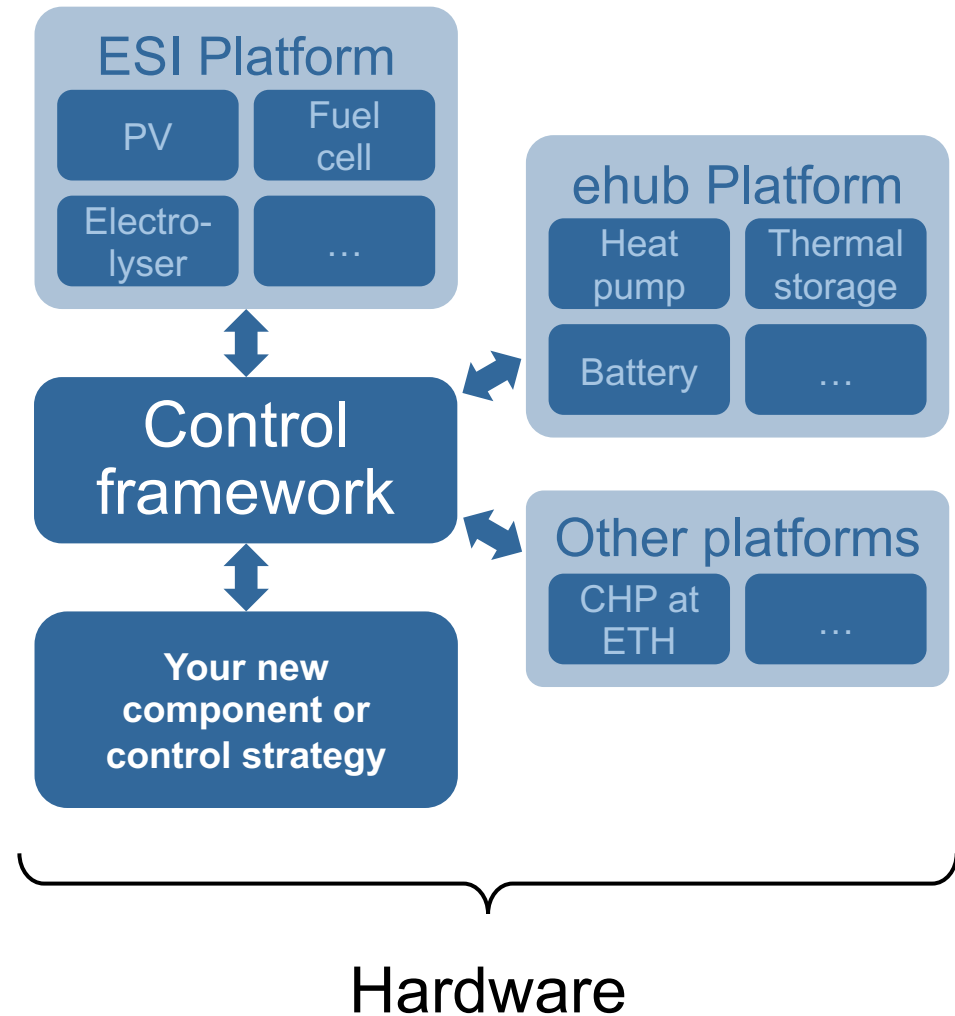 ESI Platform
PV
Fuel
cell
Electro-
lyser
…
ehub Platform
Heat
pump
Thermal
storage
Battery
…
Control
framework
Other platforms
CHP at
ETH
…
Your new
component or
control strategy
Hardware